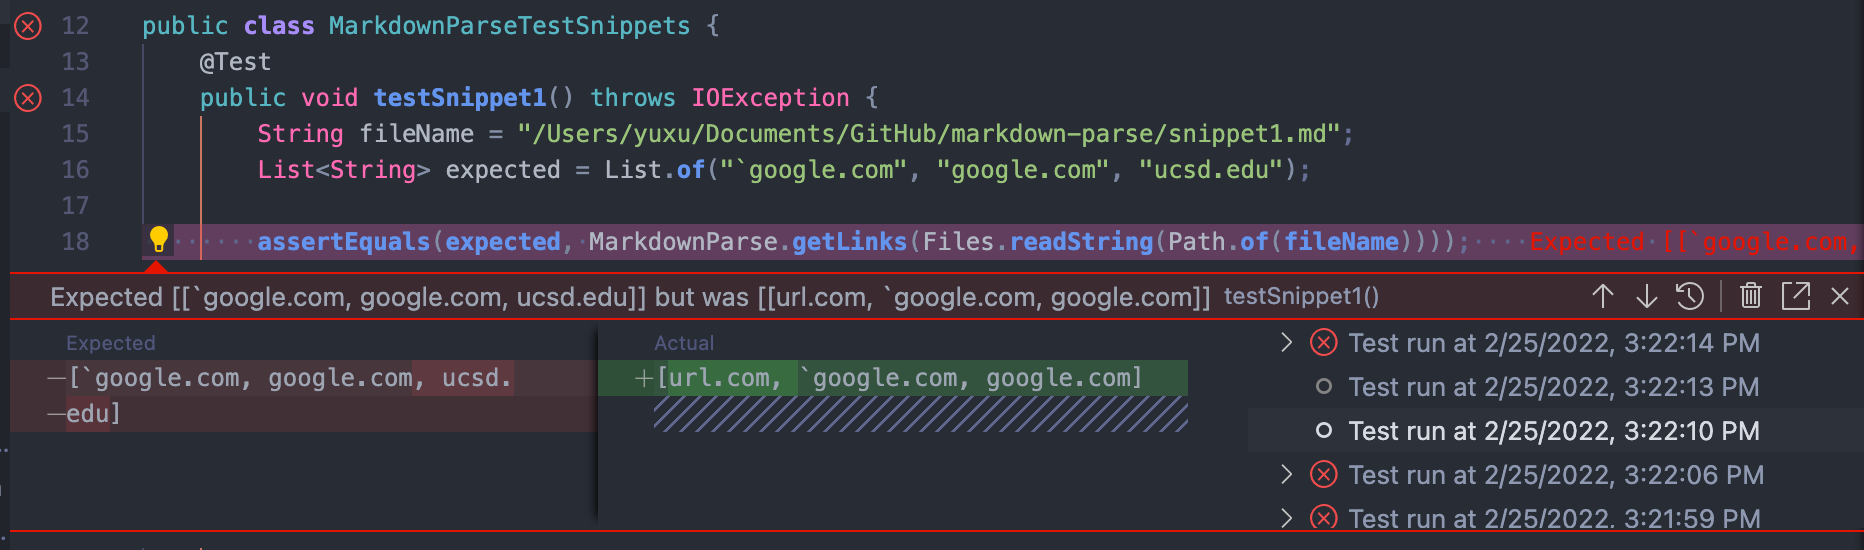 12 public class MarkdownParseTestSnippets {
13 @Test
14 public void testSnippet1() throws IOException {
15 String fileName = "/Users/yuxu/Documents/GitHub/markdown-parse/snippet1.md";
16 List<String> expected = List.of("`google.com", "google.com", "ucsd.edu");
17
18 assertEquals(expected, MarkdownParse.getLinks(Files.readString(Path.of(fileName)))); Expected [[`google.com,
Expected [[`google.com, google.com, ucsd.edu]] but was [[url.com, `google.com, google.com]] testSnippet1()
Expected
—[`google.com, google.com, ucsd.
—edu]
Actual
+[url.com, `google.com, google.com]
Test run at 2/25/2022, 3:22:14 PM
Test run at 2/25/2022, 3:22:13 PM
Test run at 2/25/2022, 3:22:10 PM
Test run at 2/25/2022, 3:22:06 PM
Test run at 2/25/2022, 3:21:59 PM